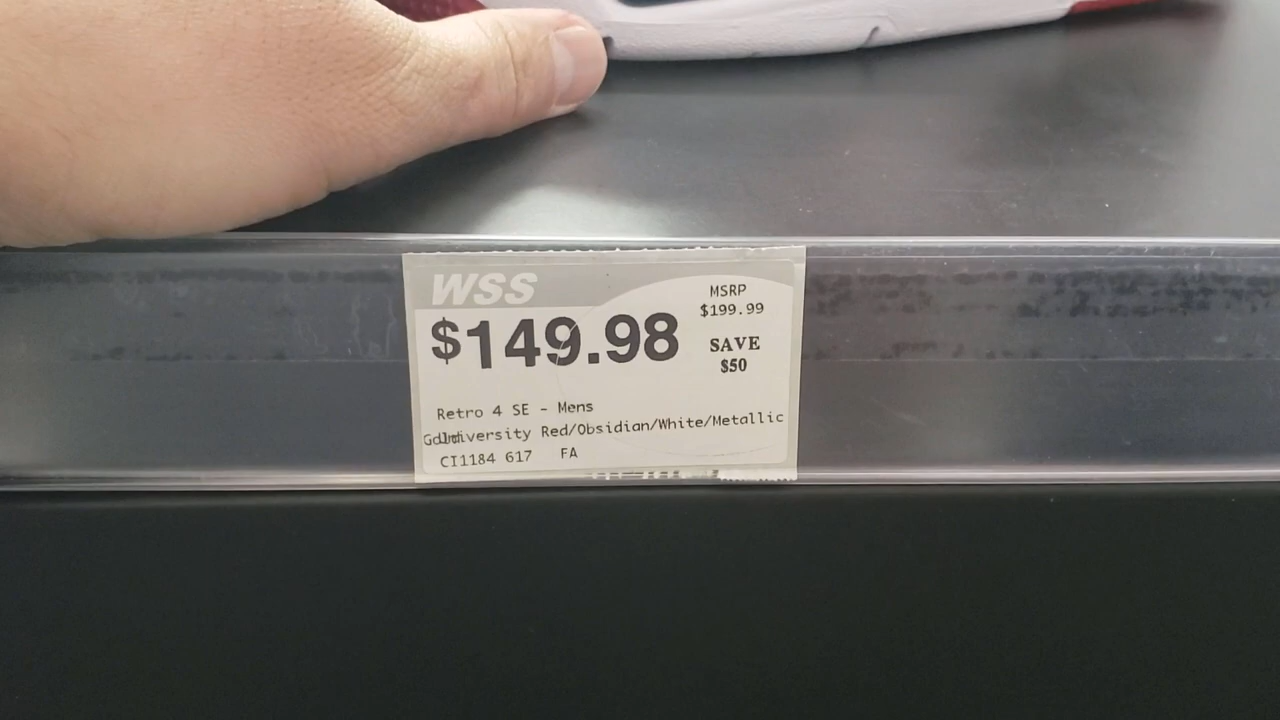 WSS
MSRP
$199.99
$149.98
SAVE
$50
Retro 4 SE - Mens
University Red/Obsidian/White/Metallic
Gold
CI1184 617 FA